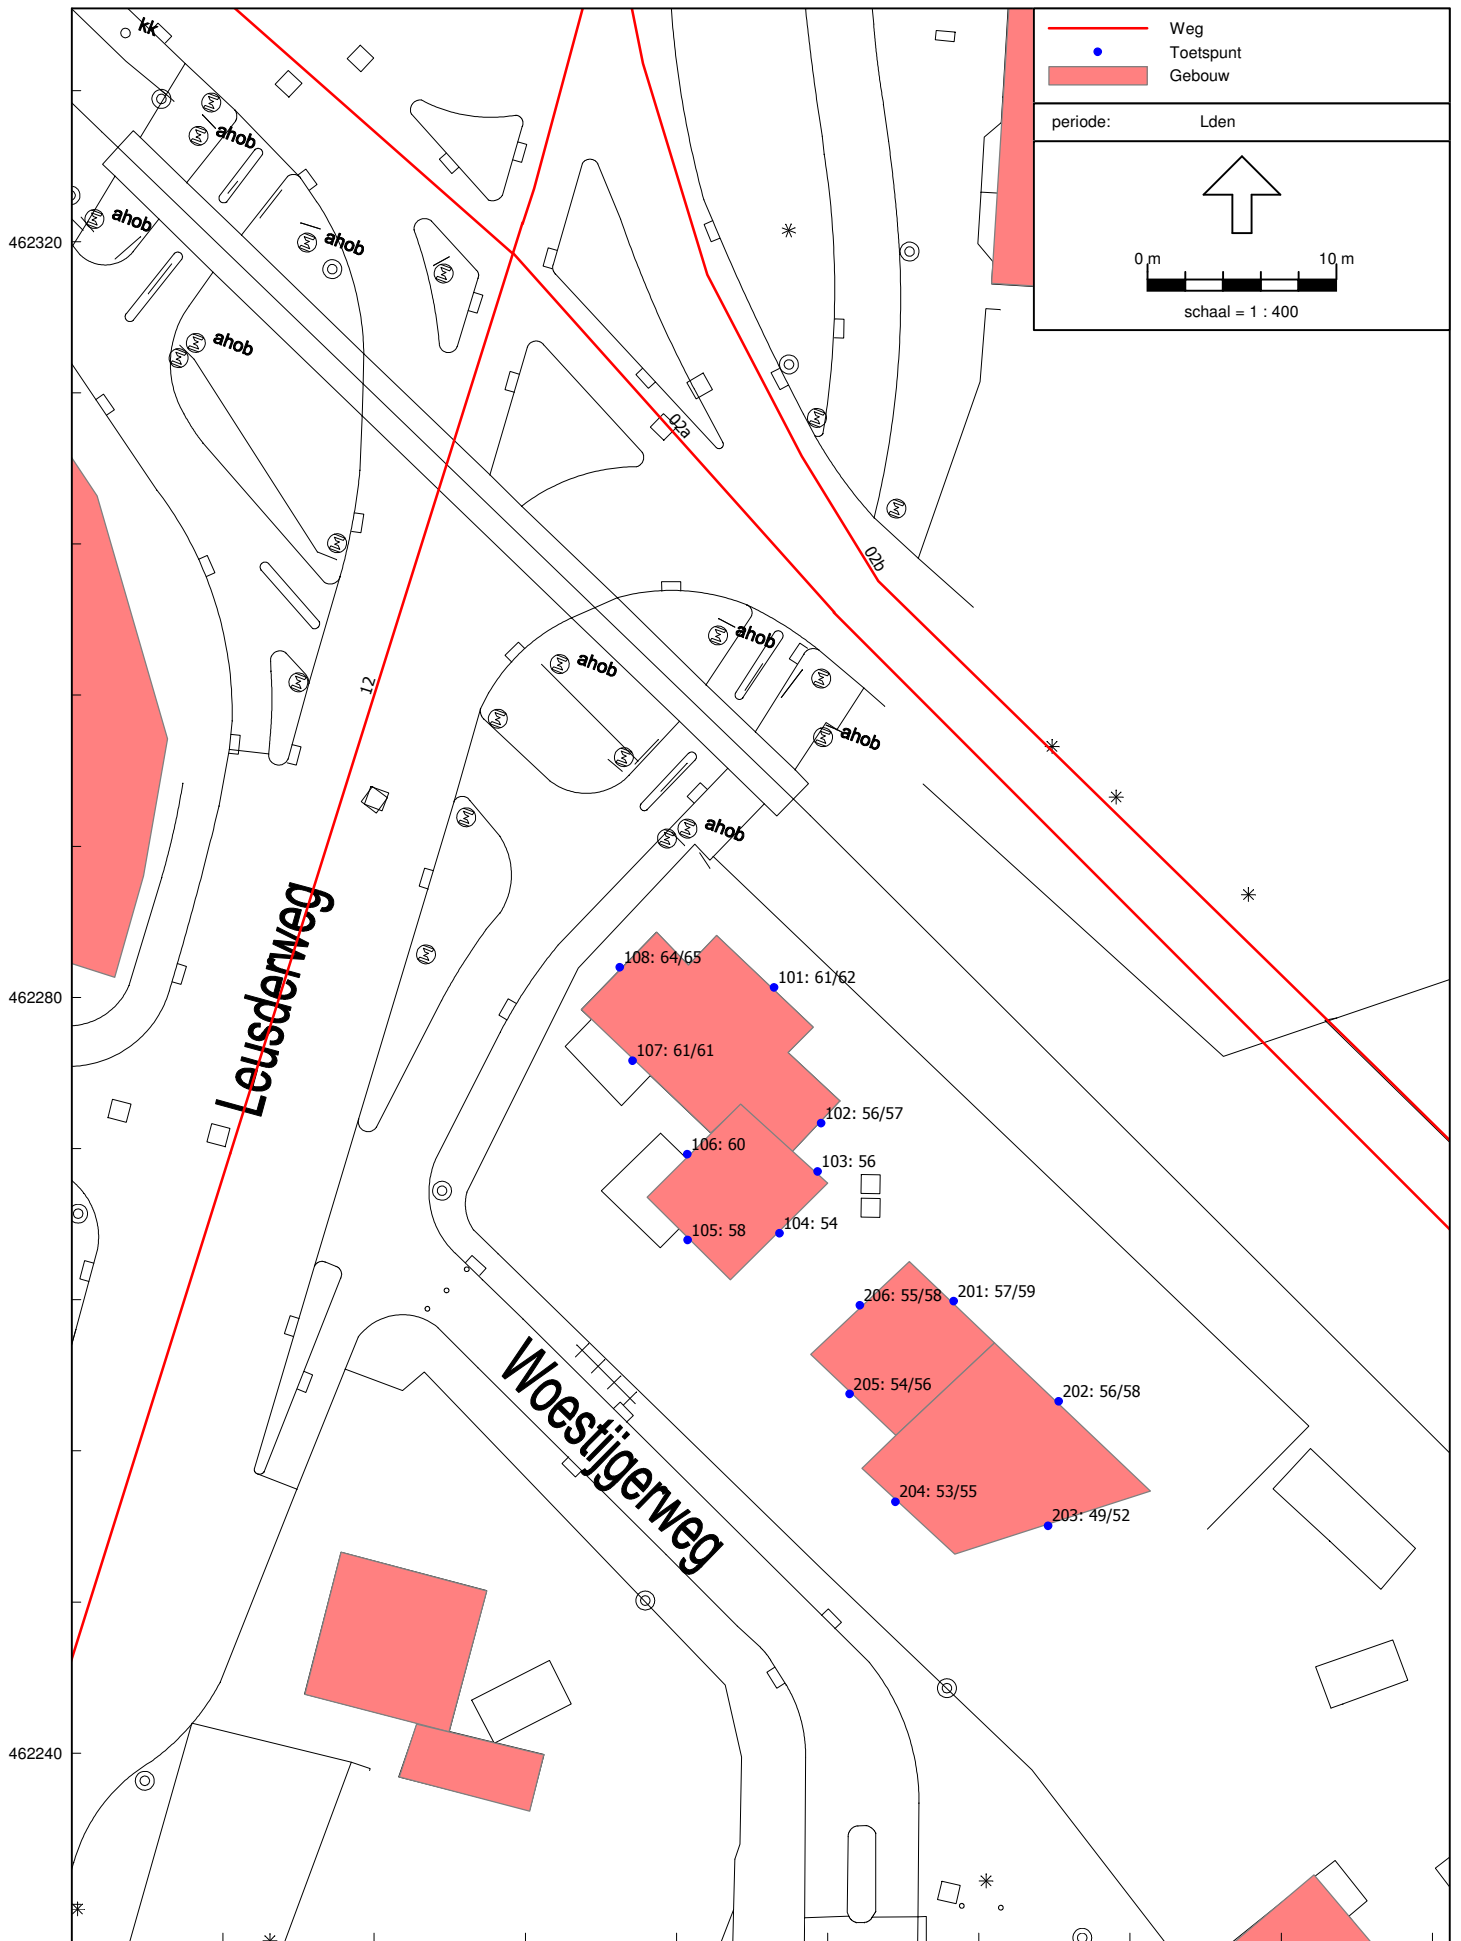 kk
Weg
Toetspunt
Gebouw
periode: Lden
0 m 10 m
schaal = 1 : 400
ahob
ahob
ahob
462320
ahob
02a
02b
ahob
ahob
12
ahob
ahob
Leusderweg
108: 64/65
101: 61/62
462280
107: 61/61
102: 56/57
106: 60
103: 56
105: 58
104: 54
206: 55/58
201: 57/59
205: 54/56
202: 56/58
204: 53/55
203: 49/52
Woestijgerweg
462240